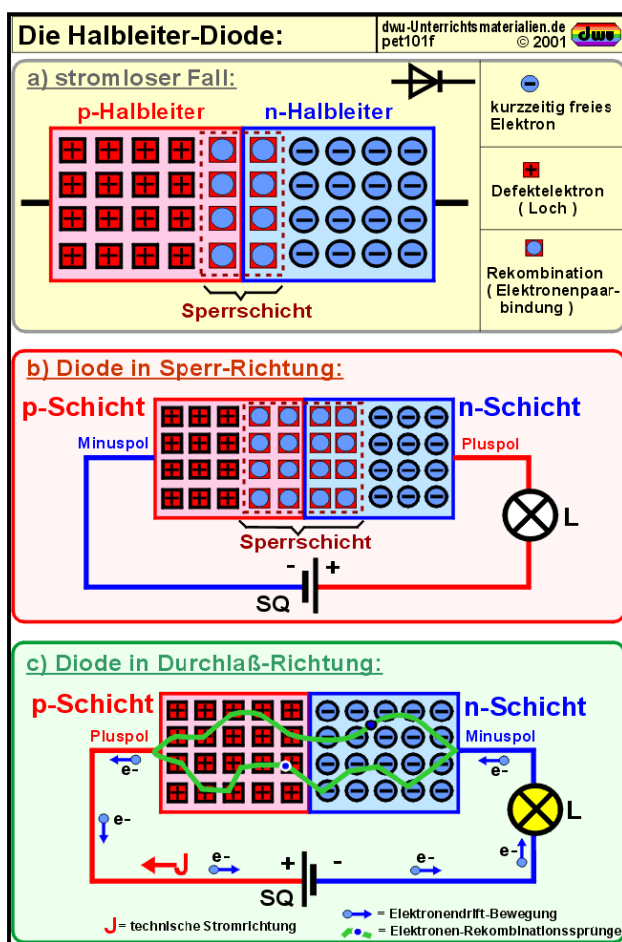 Die Halbleiter-Diode:
dwu-Unterrichtsmaterialien.de
pet101f © 2001
dwu
a) stromloser Fall:
p-Halbleiter
n-Halbleiter
Sperrschicht
kurzzeitig freies
Elektron
Defektelektron
( Loch )
Rekombination
( Elektronenpaar-
bindung )
b) Diode in Sperr-Richtung:
p-Schicht
n-Schicht
Minuspol
Pluspol
L
Sperrschicht
- +
SQ
c) Diode in Durchlaß-Richtung:
p-Schicht
n-Schicht
Pluspol
Minuspol
e-
e-
e-
L
e-
J
e-
+ -
e-
SQ
J = technische Stromrichtung
= Elektronendrift-Bewegung
= Elektronen-Rekombinationssprünge